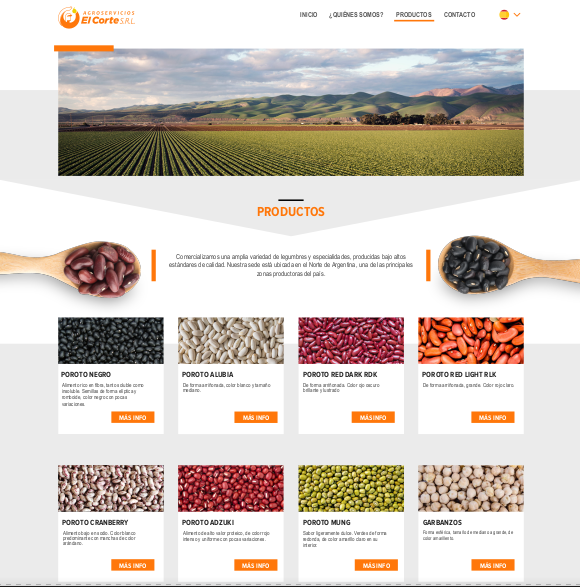 AGROSERVICIOS
El Corte S.R.L.
INICIO
¿QUIÉNES SOMOS?
PRODUCTOS
CONTACTO
PRODUCTOS
Comercializamos una amplia variedad de legumbres y especialidades, producidas bajo altos
estándares de calidad. Nuestra sede está ubicada en el Norte de Argentina, una de las principales
zonas productoras del país.
POROTO NEGRO
Alimento rico en fibra, tanto soluble como
insoluble. Semillas de forma elíptica y
romboide, color negro con pocas
variaciones.
MÁS INFO
POROTO ALUBIA
De forma arriñonada, color blanco y tamaño
mediano.
MÁS INFO
POROTO RED DARK RDK
De forma arriñonada. Color rojo oscuro
brillante y lustrado
MÁS INFO
POROTO RED LIGHT RLK
De forma arriñonada, grande. Color rojo claro.
MÁS INFO
POROTO CRANBERRY
Alimento bajo en sodio. Color blanco
predominante con manchas de color
arándano.
MÁS INFO
POROTO ADZUKI
Alimento de alto valor proteico, de color rojo
intenso y uniforme con pocas variaciones.
MÁS INFO
POROTO MUNG
Sabor ligeramente dulce. Verdes de forma
redonda, de color amarillo claro en su
interior.
MÁS INFO
GARBANZOS
Forma esférica, tamaño de mediano a grande, de
color amarillento.
MÁS INFO